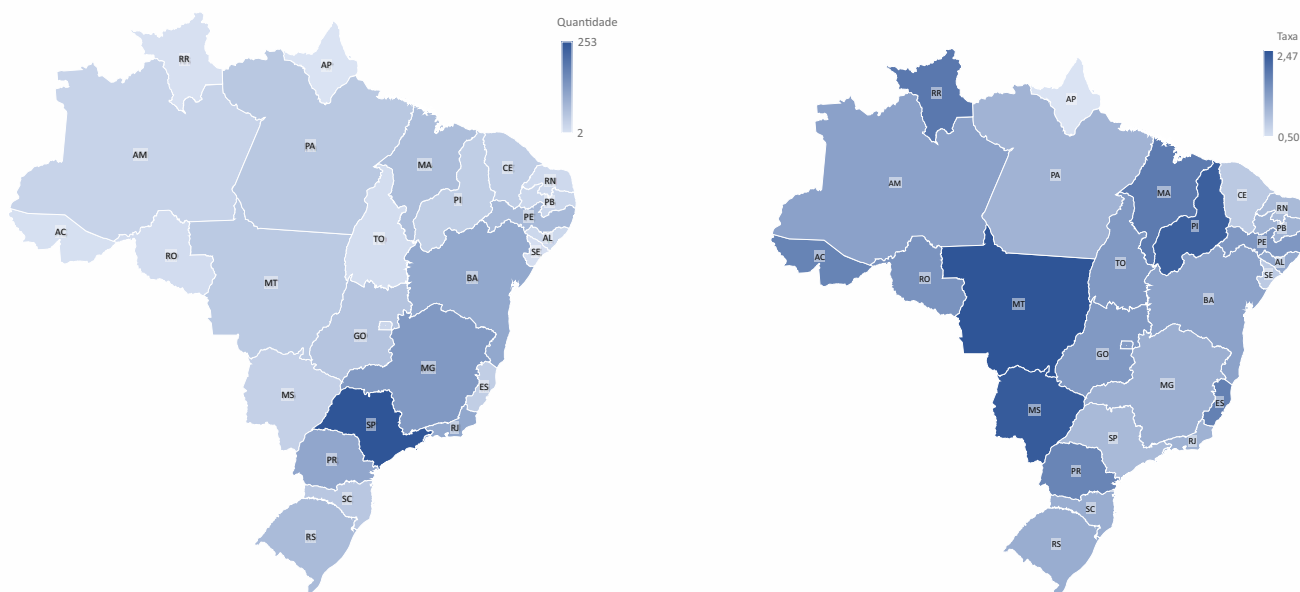 Quantidade
253
2
RR
AP
AM
PA
MA
CE
RN
PI
PB
PE
AC
AL
TO
SE
RO
BA
MT
GO
MG
ES
MS
SP
RJ
PR
SC
RS
Taxa
2,47
0,50
RR
AP
PA
AM
MA
CE
RN
PI
PB
PE
AC
AL
TO
SE
RO
BA
MT
GO
MG
ES
MS
SP
RJ
PR
SC
RS